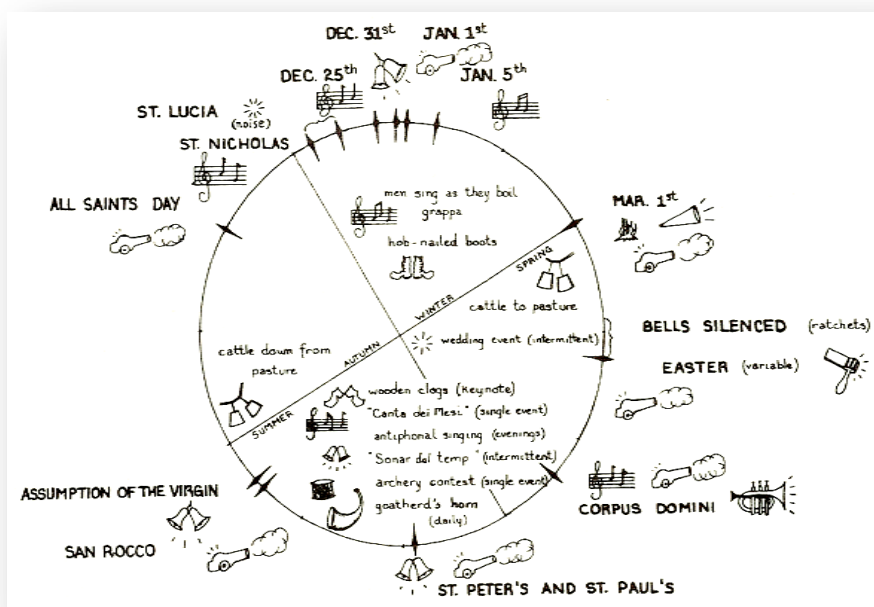 DEC. 31st
JAN. 1st
DEC. 25th
JAN. 5th
ST. LUCIA
(noise)
ST. NICHOLAS
ALL SAINTS DAY
men sing as they boil
grappa
hob-nailed boots
MAR. 1st
SPRING
WINTER
cattle to pasture
BELLS SILENCED (ratchets)
wedding event (intermittent)
EASTER (variable)
AUTUMN
cattle down from
pasture
SUMMER
wooden clogs (keynote)
"Canta dei Mesi" (single event)
antiphonal singing (evenings)
"Sonar del temp" (intermittent)
archery contest (single event)
goatherd's horn
(daily)
CORPUS DOMINI
ASSUMPTION OF THE VIRGIN
SAN ROCCO
ST. PETER'S AND ST. PAUL'S